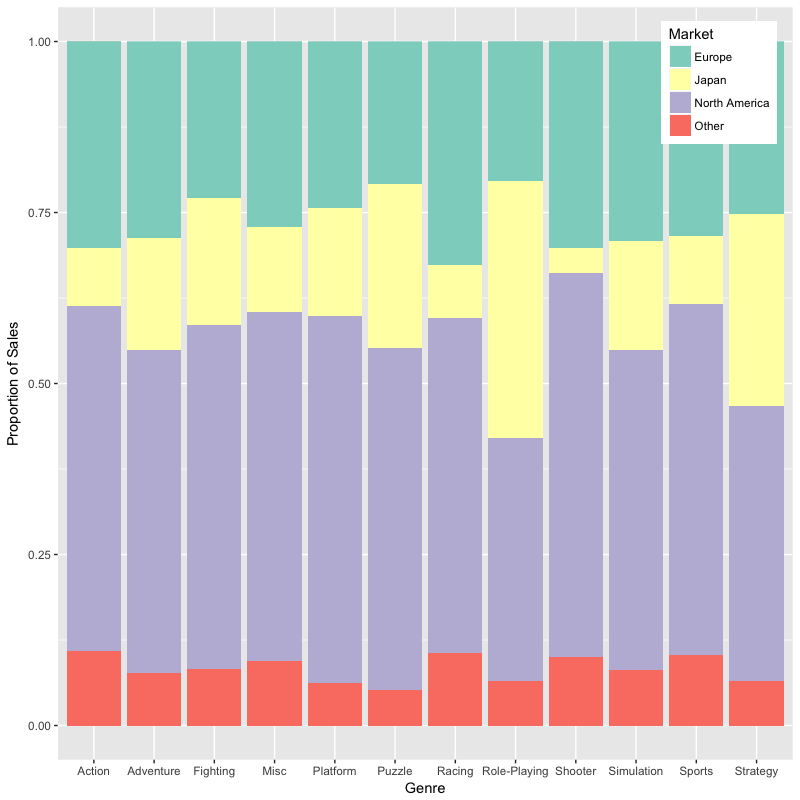 Market
Europe
Japan
North America
Other
1.00
0.75
0.50
0.25
0.00
Proportion of Sales
Action Adventure Fighting Misc Platform Puzzle Racing Role-Playing Shooter Simulation Sports Strategy
Genre